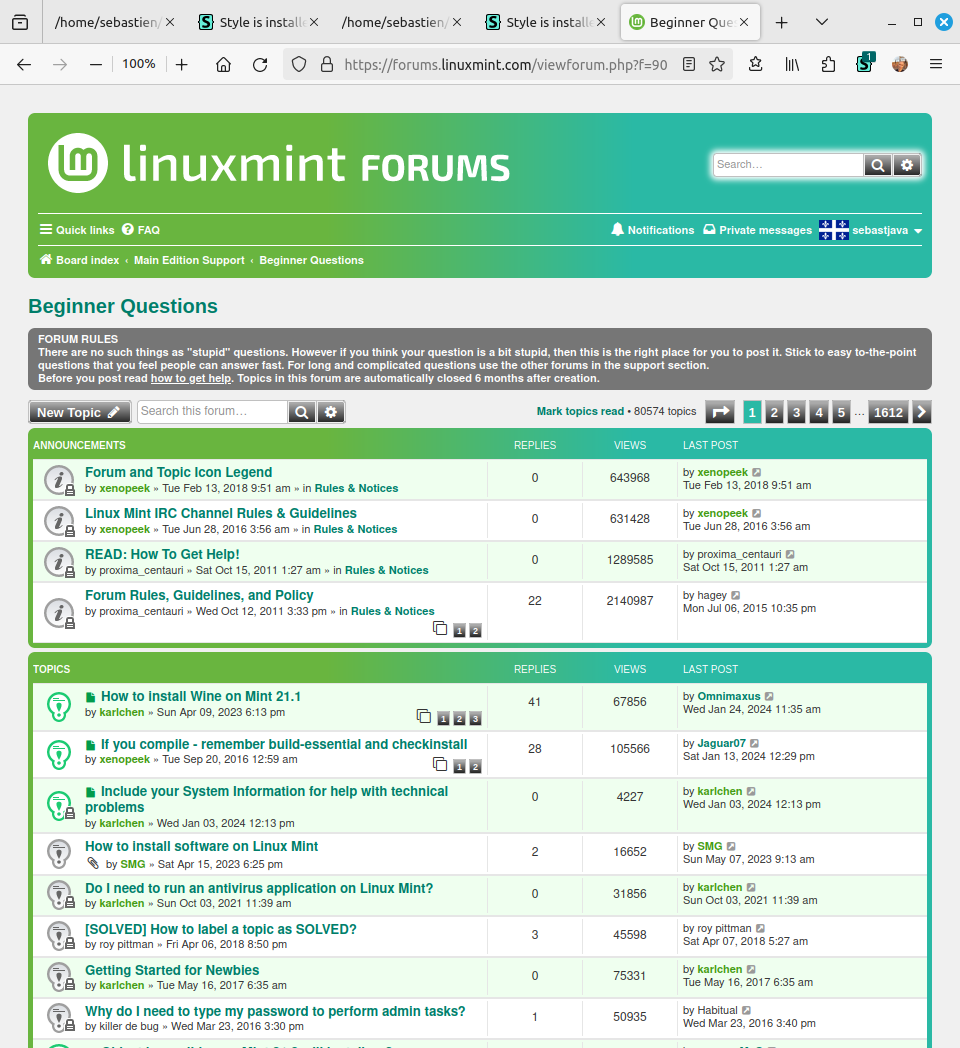 /home/sebastien/
Style is installe
/home/sebastien/
Style is installe
Beginner Ques
100%
https://forums.linuxmint.com/viewforum.php?f=90
1
linuxmint FORUMS
Search…
Quick links
FAQ
Notifications
Private messages
sebastjava
Board index ‹ Main Edition Support ‹ Beginner Questions
Beginner Questions
FORUM RULES
There are no such things as "stupid" questions. However if you think your question is a bit stupid, then this is the right place for you to post it. Stick to easy to-the-point
questions that you feel people can answer fast. For long and complicated questions use the other forums in the support section.
Before you post read how to get help. Topics in this forum are automatically closed 6 months after creation.
New Topic
Search this forum…
Mark topics read • 80574 topics
1 2 3 4 5 … 1612
ANNOUNCEMENTS REPLIES VIEWS LAST POST
Forum and Topic Icon Legend
by xenopeek » Tue Feb 13, 2018 9:51 am » in Rules & Notices
0
643968
by xenopeek
Tue Feb 13, 2018 9:51 am
Linux Mint IRC Channel Rules & Guidelines
by xenopeek » Tue Jun 28, 2016 3:56 am » in Rules & Notices
0
631428
by xenopeek
Tue Jun 28, 2016 3:56 am
READ: How To Get Help!
by proxima_centauri » Sat Oct 15, 2011 1:27 am » in Rules & Notices
0
1289585
by proxima_centauri
Sat Oct 15, 2011 1:27 am
Forum Rules, Guidelines, and Policy
by proxima_centauri » Wed Oct 12, 2011 3:33 pm » in Rules & Notices
1 2
22
2140987
by hagey
Mon Jul 06, 2015 10:35 pm
TOPICS REPLIES VIEWS LAST POST
How to install Wine on Mint 21.1
by karlchen » Sun Apr 09, 2023 6:13 pm
1 2 3
41
67856
by Omnimaxus
Wed Jan 24, 2024 11:35 am
If you compile - remember build-essential and checkinstall
by xenopeek » Tue Sep 20, 2016 12:59 am
1 2
28
105566
by Jaguar07
Sat Jan 13, 2024 12:29 pm
Include your System Information for help with technical
problems
by karlchen » Wed Jan 03, 2024 12:13 pm
0
4227
by karlchen
Wed Jan 03, 2024 12:13 pm
How to install software on Linux Mint
by SMG » Sat Apr 15, 2023 6:25 pm
2
16652
by SMG
Sun May 07, 2023 9:13 am
Do I need to run an antivirus application on Linux Mint?
by karlchen » Sun Oct 03, 2021 11:39 am
0
31856
by karlchen
Sun Oct 03, 2021 11:39 am
[SOLVED] How to label a topic as SOLVED?
by roy pittman » Fri Apr 06, 2018 8:50 pm
3
45598
by roy pittman
Sat Apr 07, 2018 5:27 am
Getting Started for Newbies
by karlchen » Tue May 16, 2017 6:35 am
0
75331
by karlchen
Tue May 16, 2017 6:35 am
Why do I need to type my password to perform admin tasks?
by killer de bug » Wed Mar 23, 2016 3:30 pm
1
50935
by Habitual
Wed Mar 23, 2016 3:40 pm